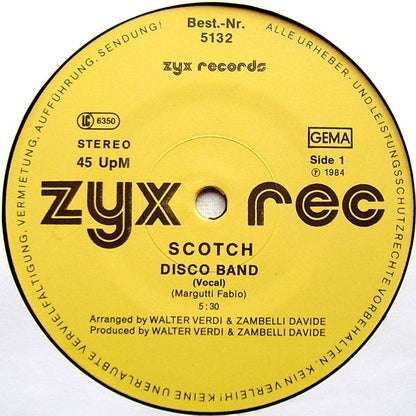 Best.-Nr.
5132
zyx records
LC 6350
STEREO
45 UpM
GEMA
Side 1
Ⓟ 1984
zyx rec
SCOTCH
DISCO BAND
(Vocal)
(Margutti Fabio)
5:30
Arranged by WALTER VERDI & ZAMBELLI DAVIDE
Produced by WALTER VERDI & ZAMBELLI DAVIDE
ALLE URHEBER- UND LEISTUNGSSCHUTZRECHTE VORBEHALTEN. KEIN VERLEIH! KEINE UNERLAUBTE VERVIELFÄLTIGUNG, VERMIETUNG, AUFFÜHRUNG, SENDUNG!